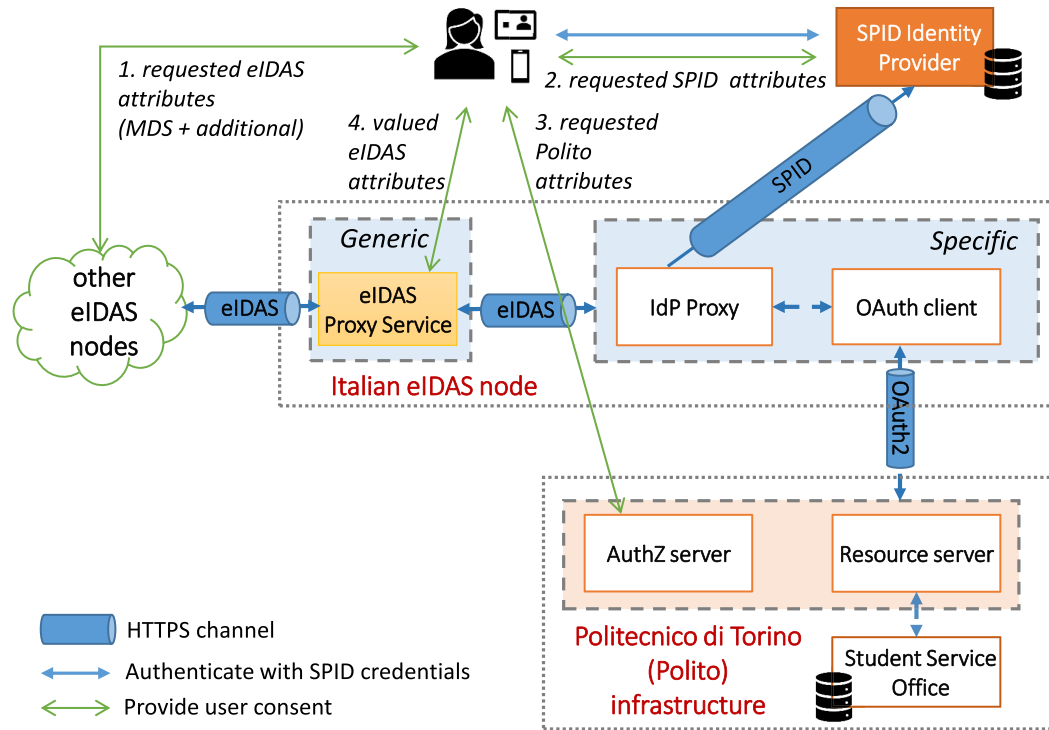 1. requested eIDAS
attributes
(MDS + additional)
2. requested SPID attributes
SPID Identity
Provider
4. valued
eIDAS
attributes
3. requested
Polito
attributes
SPID
Generic
Specific
other
eIDAS
nodes
eIDAS
eIDAS
Proxy Service
eIDAS
IdP Proxy
OAuth client
Italian eIDAS node
OAuth2
AuthZ server
Resource server
Politecnico di Torino
(Polito)
infrastructure
Student Service
Office
HTTPS channel
Authenticate with SPID credentials
Provide user consent